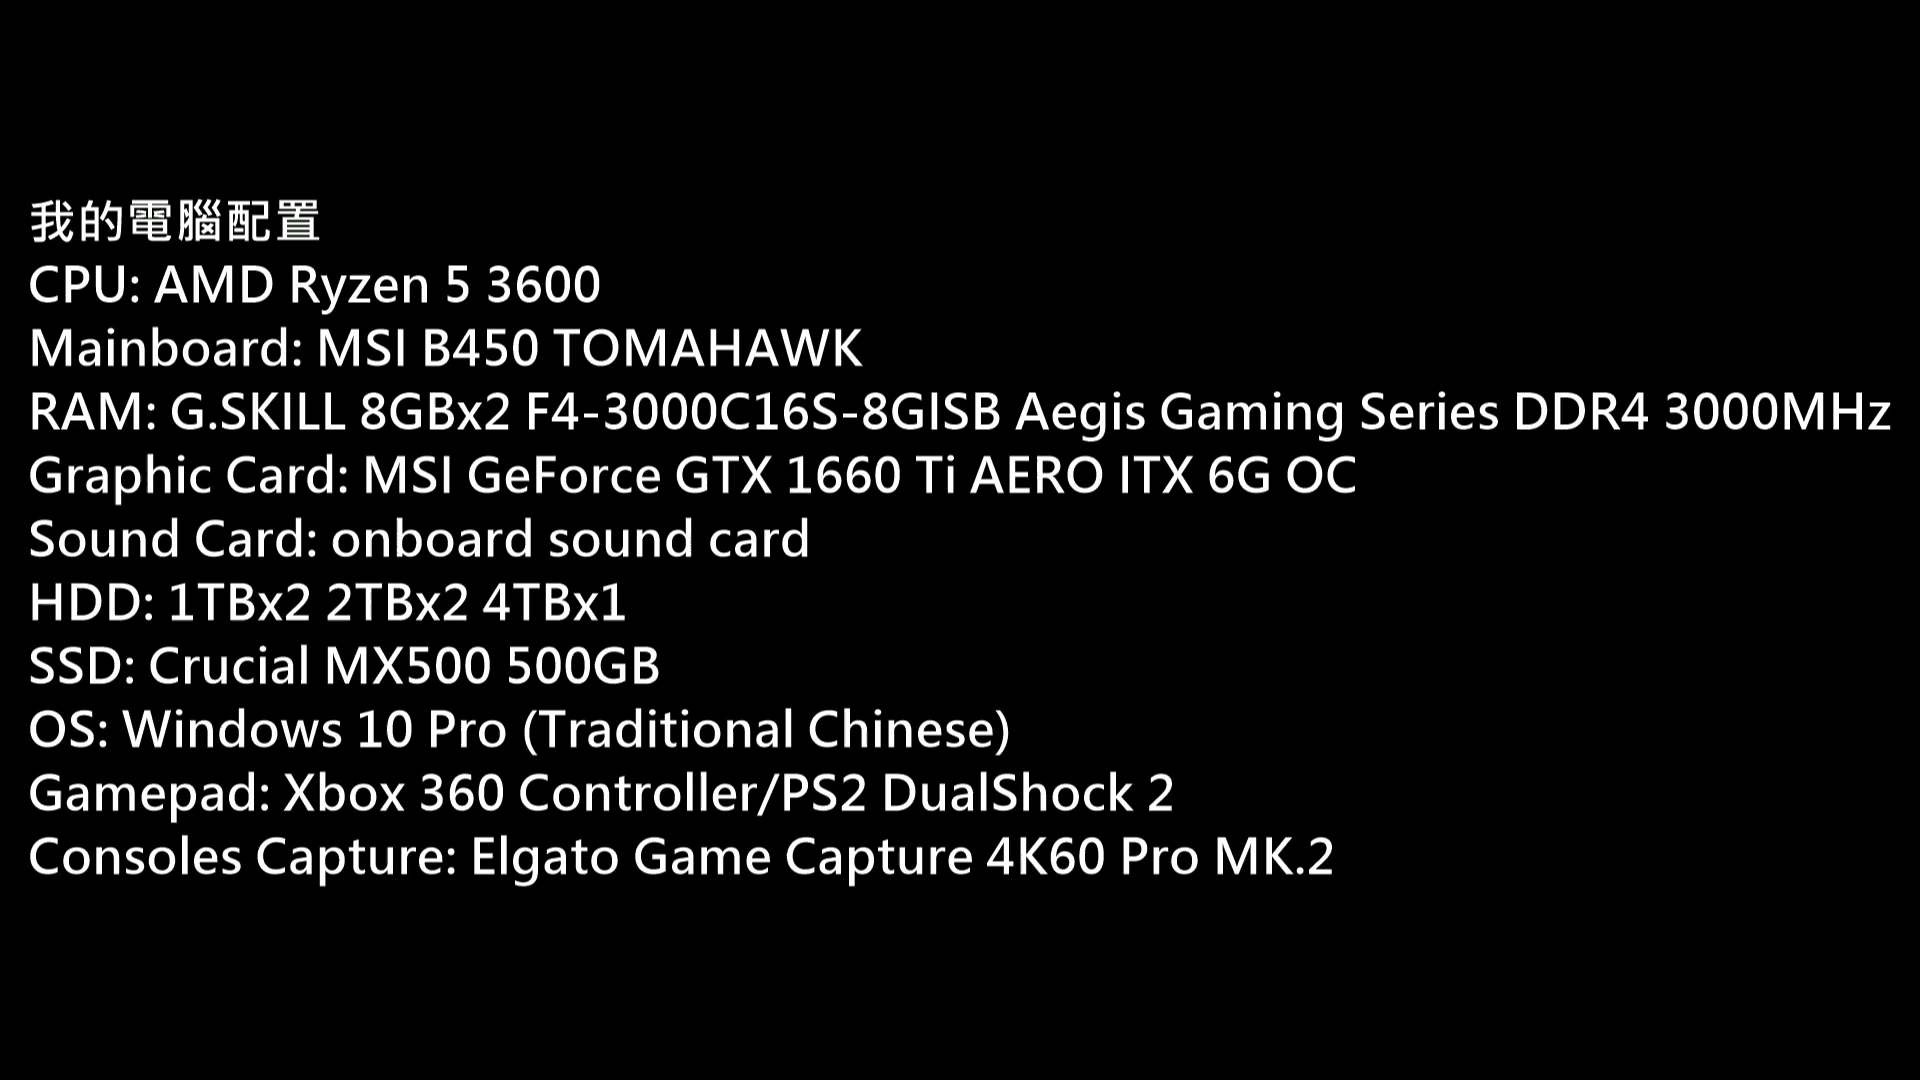 我的電腦配置
CPU: AMD Ryzen 5 3600
Mainboard: MSI B450 TOMAHAWK
RAM: G.SKILL 8GBx2 F4-3000C16S-8GISB Aegis Gaming Series DDR4 3000MHz
Graphic Card: MSI GeForce GTX 1660 Ti AERO ITX 6G OC
Sound Card: onboard sound card
HDD: 1TBx2 2TBx2 4TBx1
SSD: Crucial MX500 500GB
OS: Windows 10 Pro (Traditional Chinese)
Gamepad: Xbox 360 Controller/PS2 DualShock 2
Consoles Capture: Elgato Game Capture 4K60 Pro MK.2